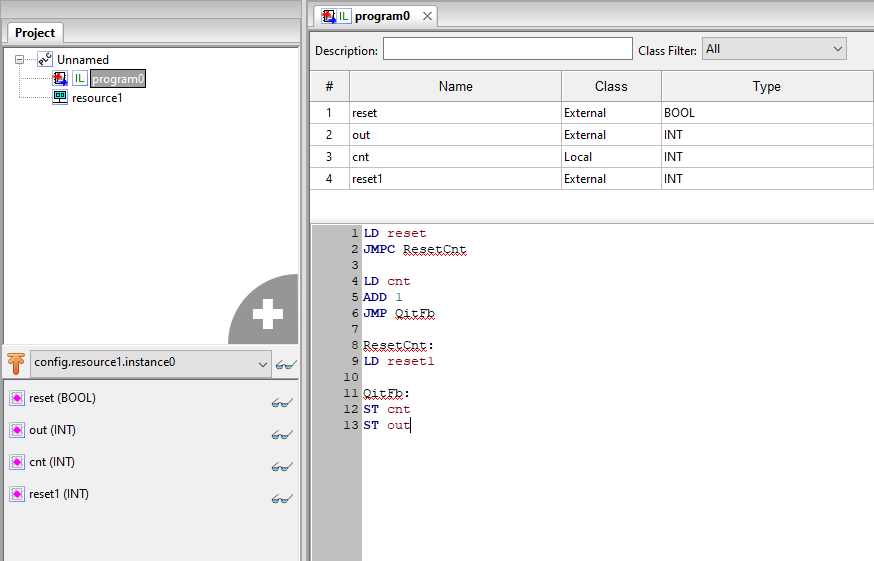 Project
Unnamed
IL program0
resource1
config.resource1.instance0
reset (BOOL)
out (INT)
cnt (INT)
reset1 (INT)
IL program0
Description:
Class Filter: All
# Name Class Type
1 reset External BOOL
2 out External INT
3 cnt Local INT
4 reset1 External INT
1 LD reset
2 JMPC ResetCnt
3
4 LD cnt
5 ADD 1
6 JMP QitFb
7
8 ResetCnt:
9 LD reset1
10
11 QitFb:
12 ST cnt
13 ST out